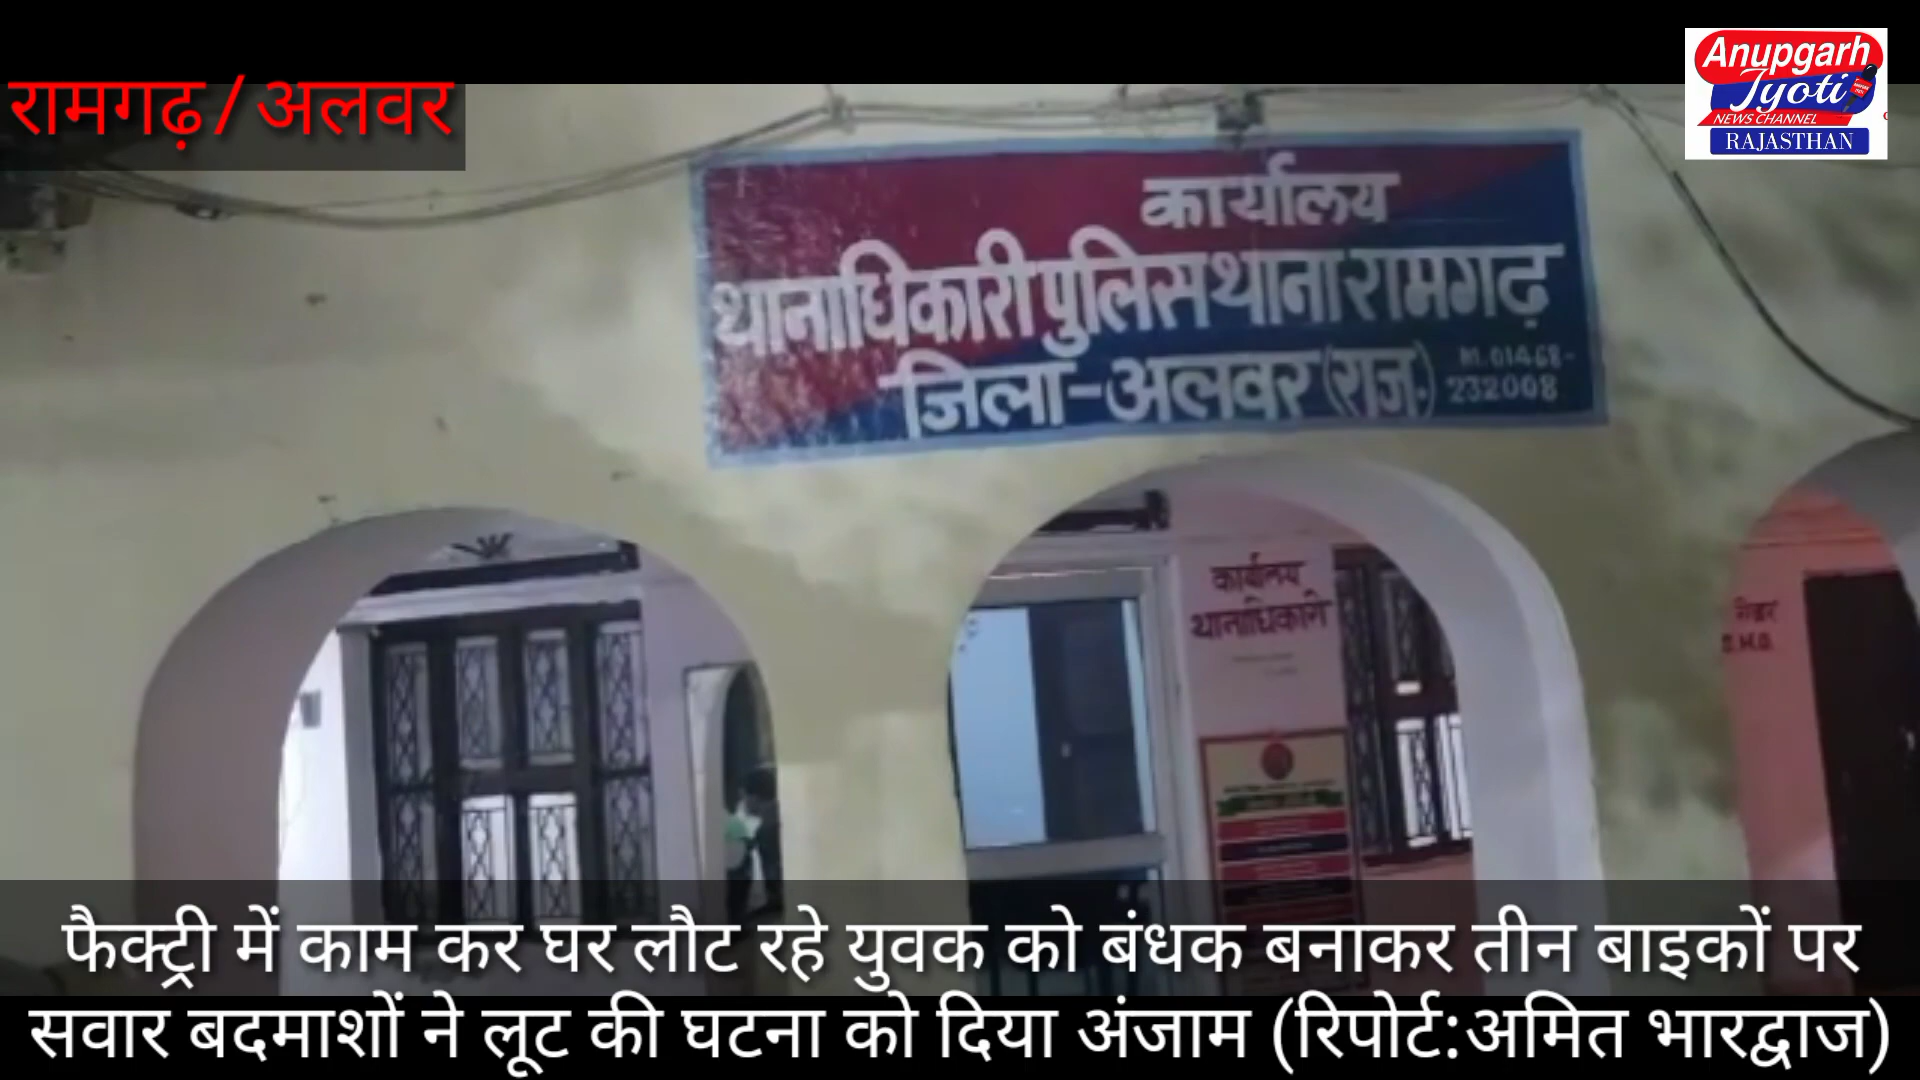 रामगढ़/अलवर
Anupgarh
Jyoti
NEWS CHANNEL
RAJASTHAN
कार्यालय
थानाधिकारी पुलिस थाना रामगढ़
जिला-अलवर (राज.) M.01468-
232008
कार्यालय
थानाधिकारी
फैक्ट्री में काम कर घर लौट रहे युवक को बंधक बनाकर तीन बाइकों पर
सवार बदमाशों ने लूट की घटना को दिया अंजाम (रिपोर्ट:अमित भारद्वाज)